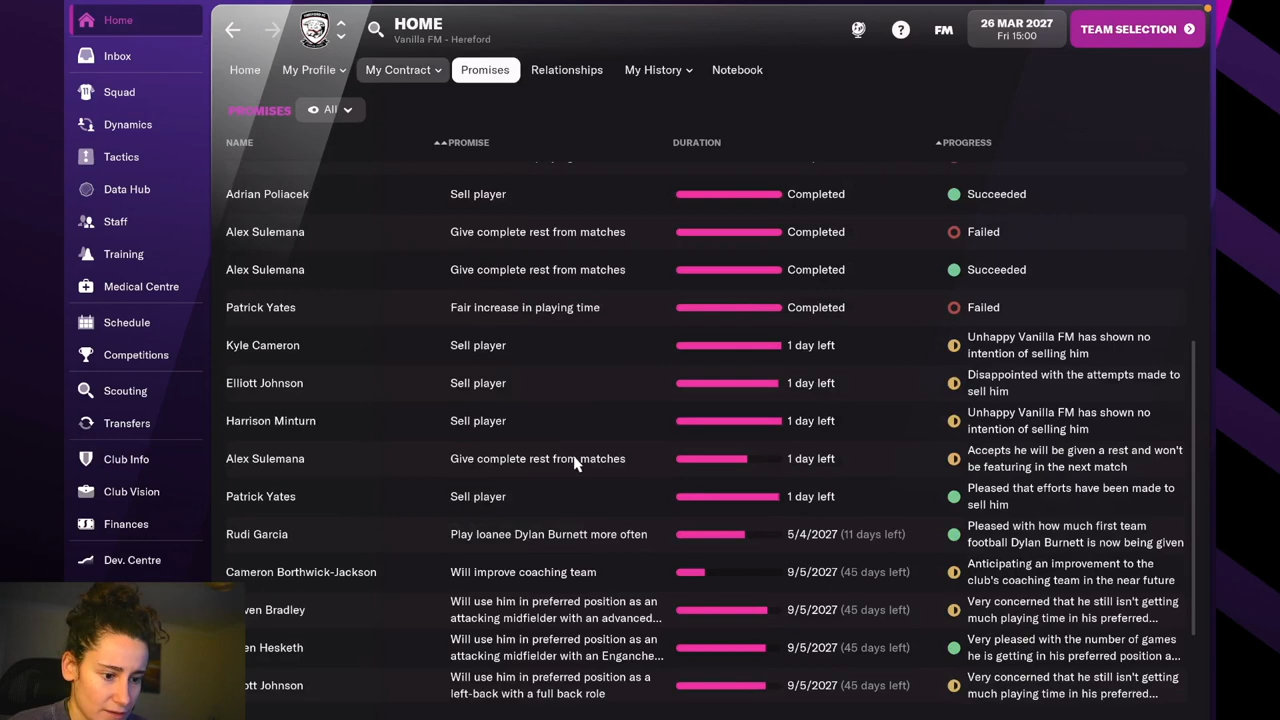 Home
HOME
Vanilla FM - Hereford
FM
26 MAR 2027
Fri 15:00
TEAM SELECTION
Inbox
Squad
Dynamics
Tactics
Data Hub
Staff
Training
Medical Centre
Schedule
Competitions
Scouting
Transfers
Club Info
Club Vision
Finances
Dev. Centre
Home My Profile My Contract Promises Relationships My History Notebook
PROMISES All
NAME PROMISE DURATION PROGRESS
Adrian Poliacek Sell player Completed Succeeded
Alex Sulemana Give complete rest from matches Completed Failed
Alex Sulemana Give complete rest from matches Completed Succeeded
Patrick Yates Fair increase in playing time Completed Failed
Kyle Cameron Sell player 1 day left Unhappy Vanilla FM has shown no
intention of selling him
Elliott Johnson Sell player 1 day left Disappointed with the attempts made to
sell him
Harrison Minturn Sell player 1 day left Unhappy Vanilla FM has shown no
intention of selling him
Alex Sulemana Give complete rest from matches 1 day left Accepts he will be given a rest and won't
be featuring in the next match
Patrick Yates Sell player 1 day left Pleased that efforts have been made to
sell him
Rudi Garcia Play loanee Dylan Burnett more often 5/4/2027 (11 days left) Pleased with how much first team
football Dylan Burnett is now being given
Cameron Borthwick-Jackson Will improve coaching team 9/5/2027 (45 days left) Anticipating an improvement to the
club's coaching team in the near future
ven Bradley Will use him in preferred position as an
attacking midfielder with an advanced... 9/5/2027 (45 days left) Very concerned that he still isn't getting
much playing time in his preferred...
en Hesketh Will use him in preferred position as an
attacking midfielder with an Enganche... 9/5/2027 (45 days left) Very pleased with the number of games
he is getting in his preferred position a...
ott Johnson Will use him in preferred position as a
left-back with a full back role 9/5/2027 (45 days left) Very concerned that he still isn't getting
much playing time in his preferred...